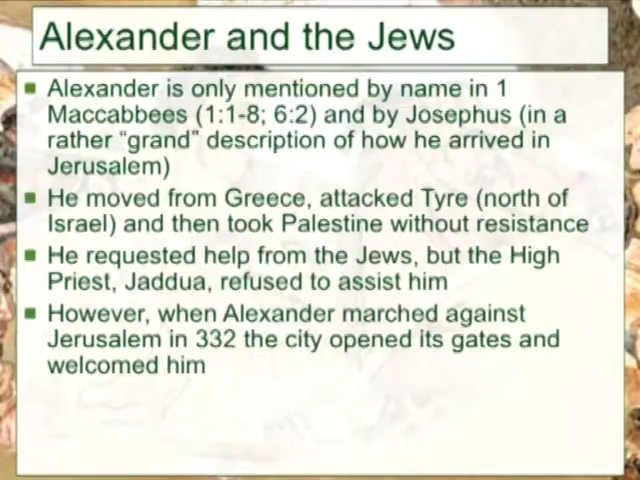 Alexander and the Jews
Alexander is only mentioned by name in 1
Maccabbees (1:1-8; 6:2) and by Josephus (in a
rather “grand” description of how he arrived in
Jerusalem)
He moved from Greece, attacked Tyre (north of
Israel) and then took Palestine without resistance
He requested help from the Jews, but the High
Priest, Jaddua, refused to assist him
However, when Alexander marched against
Jerusalem in 332 the city opened its gates and
welcomed him